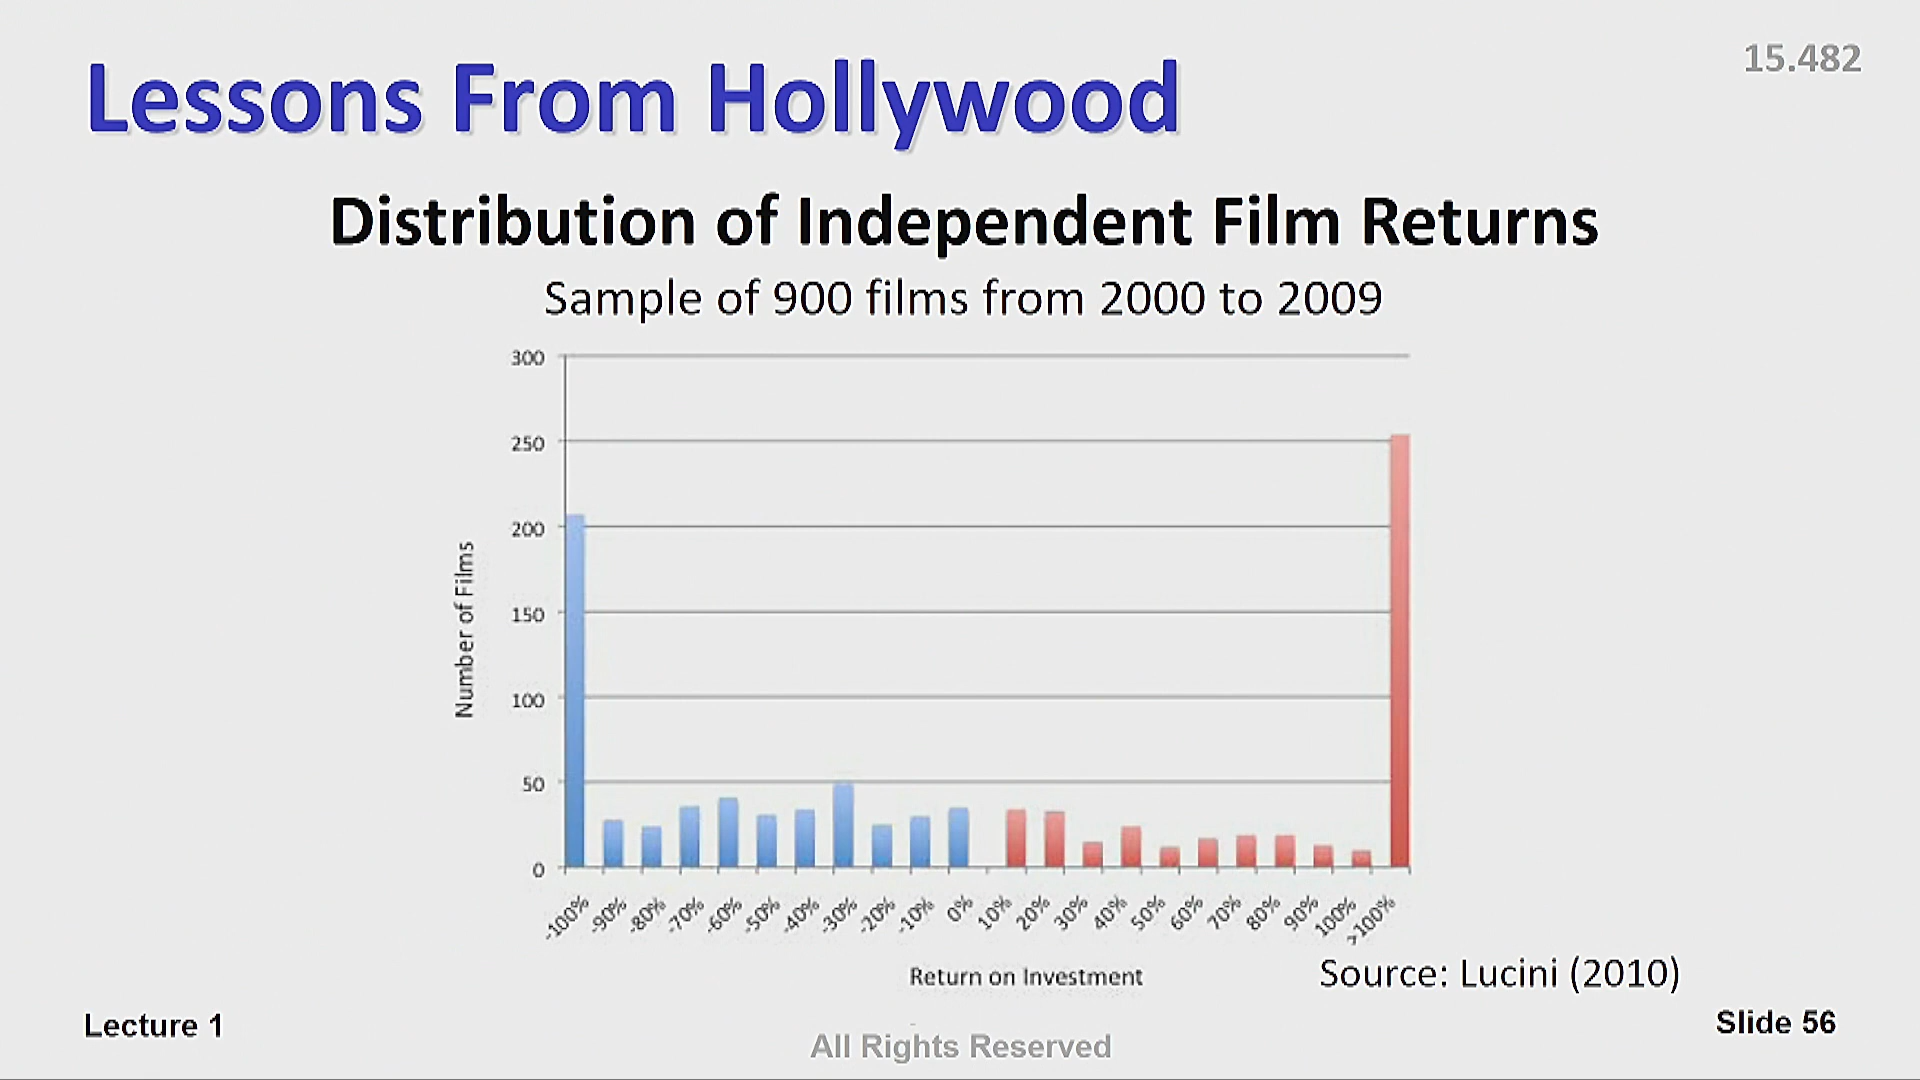 15.482
Lessons From Hollywood
Distribution of Independent Film Returns
Sample of 900 films from 2000 to 2009
300
250
200
150
100
50
0
Number of Films
-100% -90% -80% -70% -60% -50% -40% -30% -20% -10% 0% 10% 20% 30% 40% 50% 60% 70% 80% 90% 100% >100%
Return on Investment
Source: Lucini (2010)
Lecture 1
All Rights Reserved
Slide 56